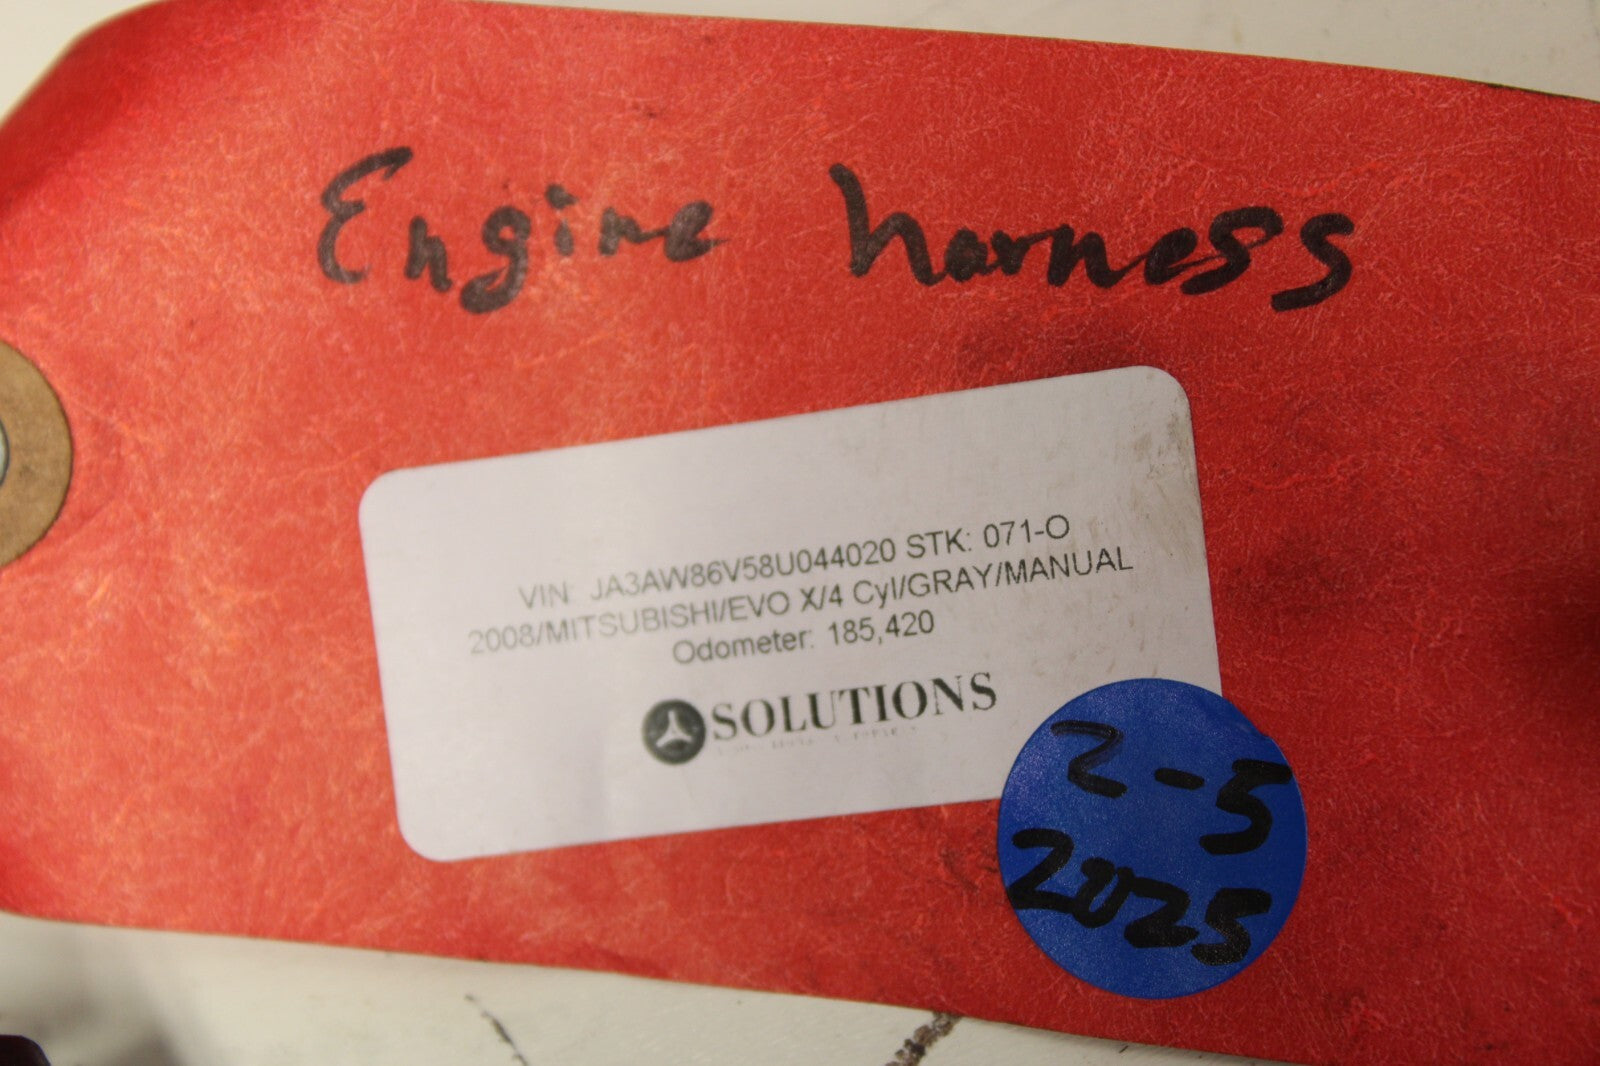 Engine harness
VIN: JA3AW86V58U044020 STK: 071-O
2008/MITSUBISHI/EVO X/4 Cyl/GRAY/MANUAL
Odometer: 185,420
SOLUTIONS
2-5
2025